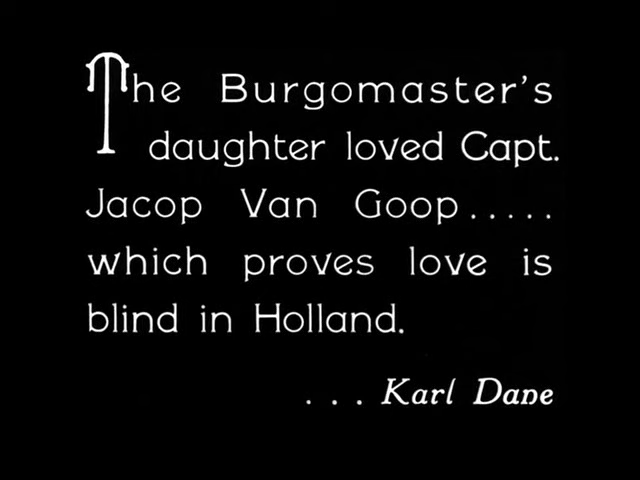 The Burgomaster's
daughter loved Capt.
Jacop Van Goop.....
which proves love is
blind in Holland.
... Karl Dane